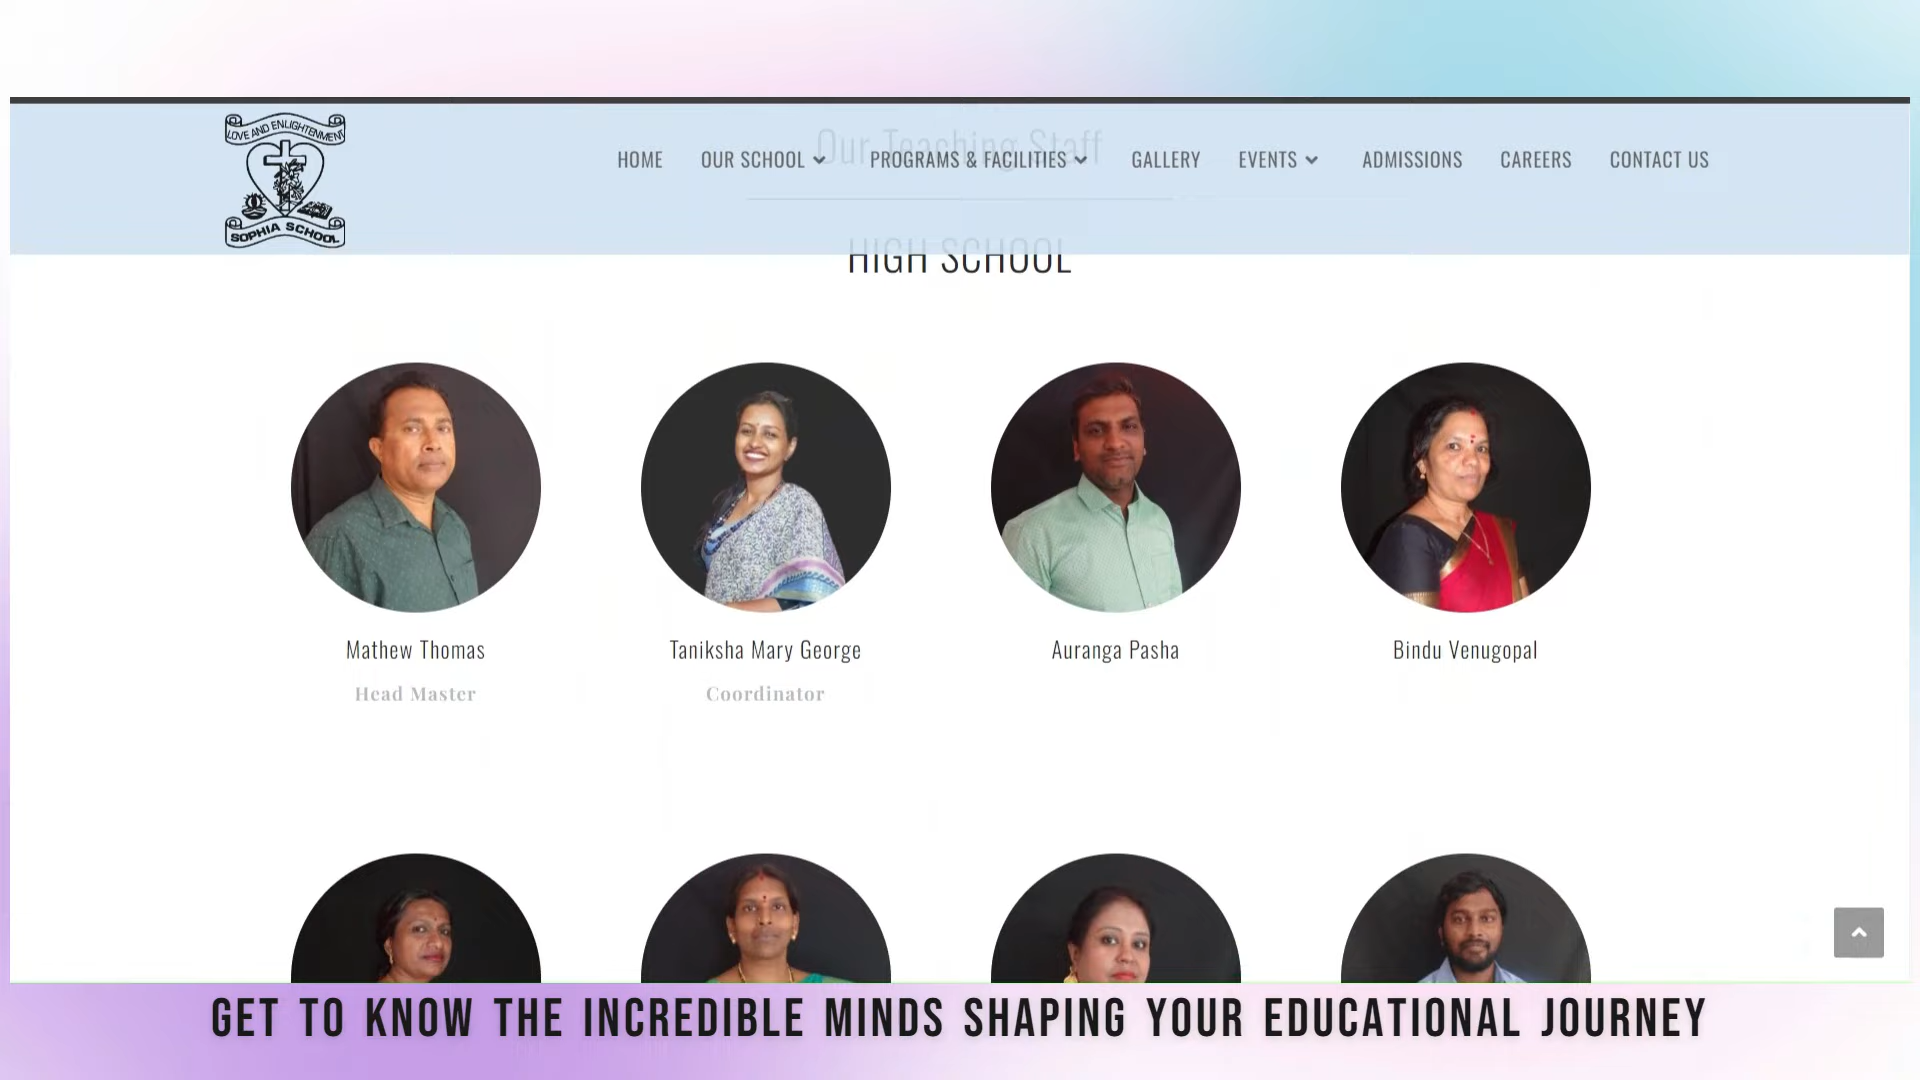 LOVE AND ENLIGHTENMENT
SOPHIA SCHOOL
HOME OUR SCHOOL PROGRAMS & FACILITIES GALLERY EVENTS ADMISSIONS CAREERS CONTACT US
Our Teaching Staff
HIGH SCHOOL
Mathew Thomas Taniksha Mary George Auranga Pasha Bindu Venugopal
Head Master Coordinator
GET TO KNOW THE INCREDIBLE MINDS SHAPING YOUR EDUCATIONAL JOURNEY